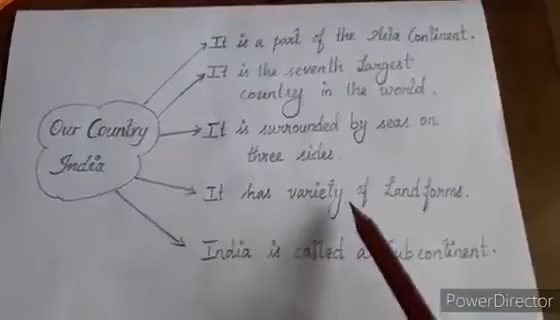 It is a part of the Asia Continent.
It is the seventh Largest
country in the world.
Our Country
India
It is surrounded by seas on
three sides.
It has variety of Landforms.
India is called a Subcontinent.
PowerDirector